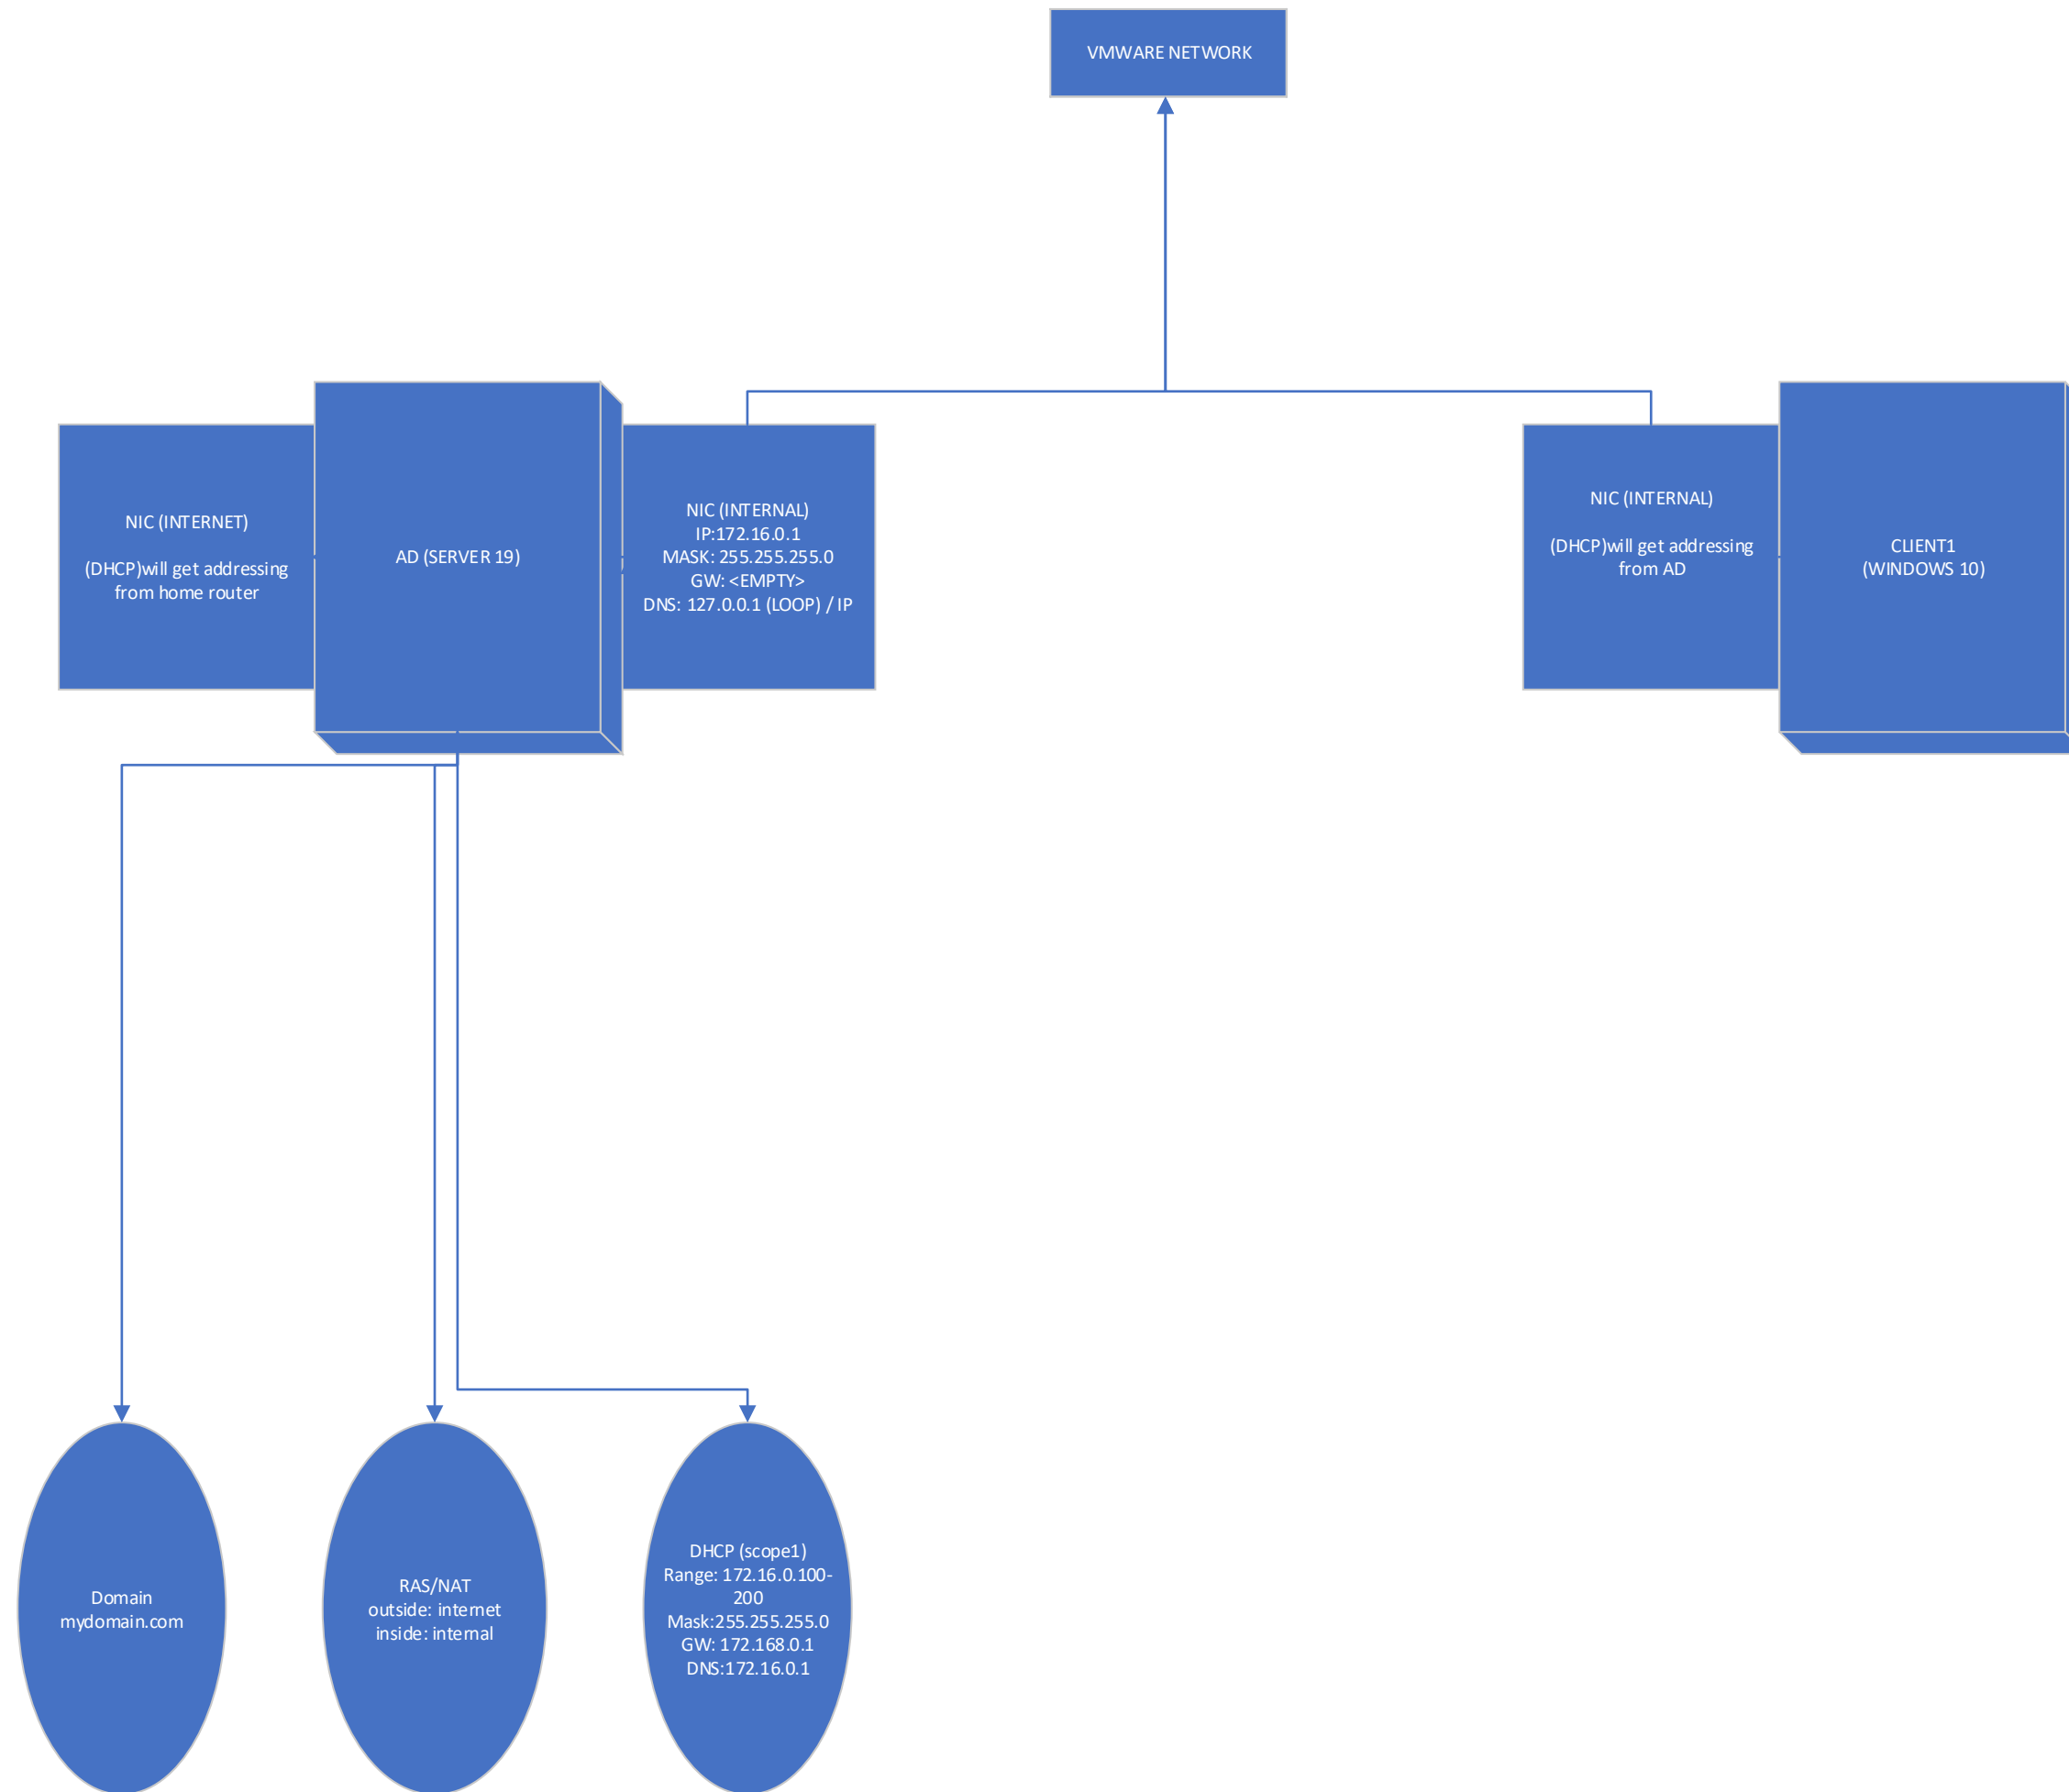 VMWARE NETWORK
NIC (INTERNET)
(DHCP)will get addressing
from home router
AD (SERVER 19)
NIC (INTERNAL)
IP:172.16.0.1
MASK: 255.255.255.0
GW: <EMPTY>
DNS: 127.0.0.1 (LOOP) / IP
NIC (INTERNAL)
(DHCP)will get addressing
from AD
CLIENT1
(WINDOWS 10)
Domain
mydomain.com
RAS/NAT
outside: internet
inside: internal
DHCP (scope1)
Range: 172.16.0.100-
200
Mask:255.255.255.0
GW: 172.168.0.1
DNS:172.16.0.1